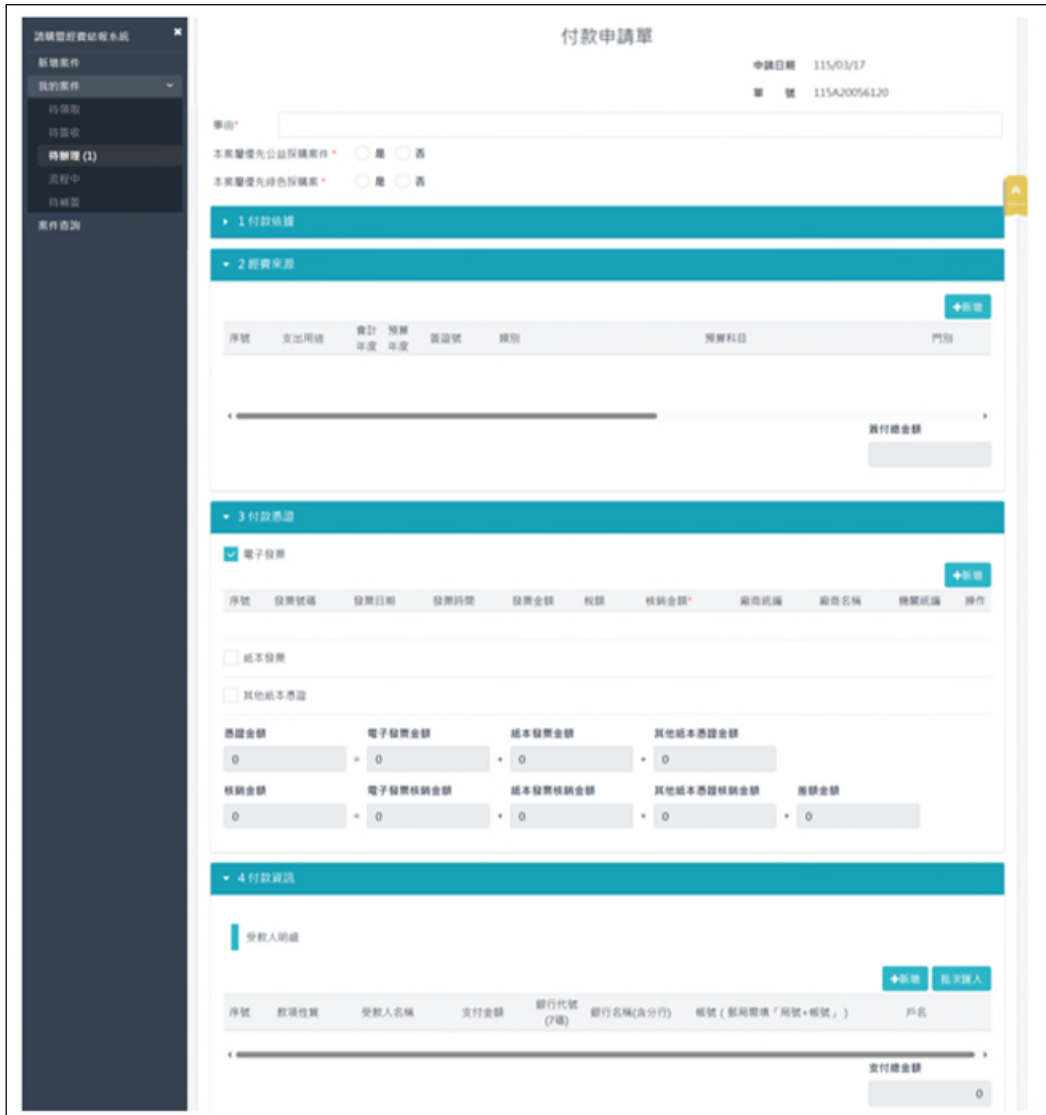 請購暨經費結報系統
新增案件
我的案件
待領取
待簽收
待辦理 (1)
流程中
待補簽
案件查詢
付款申請單
申請日期 115/03/17
單 號 115A20056120
事由*
本案屬優先公益採購案件* 是 否
本案屬優先綠色採購案* 是 否
1 付款依據
2 經費來源
+新增
序號 支出用途 會計年度 預算年度 簽證號 類別 預算科目 門別
簽付總金額
3 付款憑證
電子發票
+新增
序號 發票號碼 發票日期 發票時間 發票金額 稅額 核銷金額* 廠商統編 廠商名稱 機關統編 操作
紙本發票
其他紙本憑證
憑證金額 電子發票金額 紙本發票金額 其他紙本憑證金額
0 = 0 + 0 + 0
核銷金額 電子發票核銷金額 紙本發票核銷金額 其他紙本憑證核銷金額 差額金額
0 = 0 + 0 + 0 + 0
4 付款資訊
受款人明細
+新增 批次匯入
序號 款項性質 受款人名稱 支付金額 銀行代號(7碼) 銀行名稱(含分行) 帳號(郵局需填「局號+帳號」) 戶名
支付總金額
0